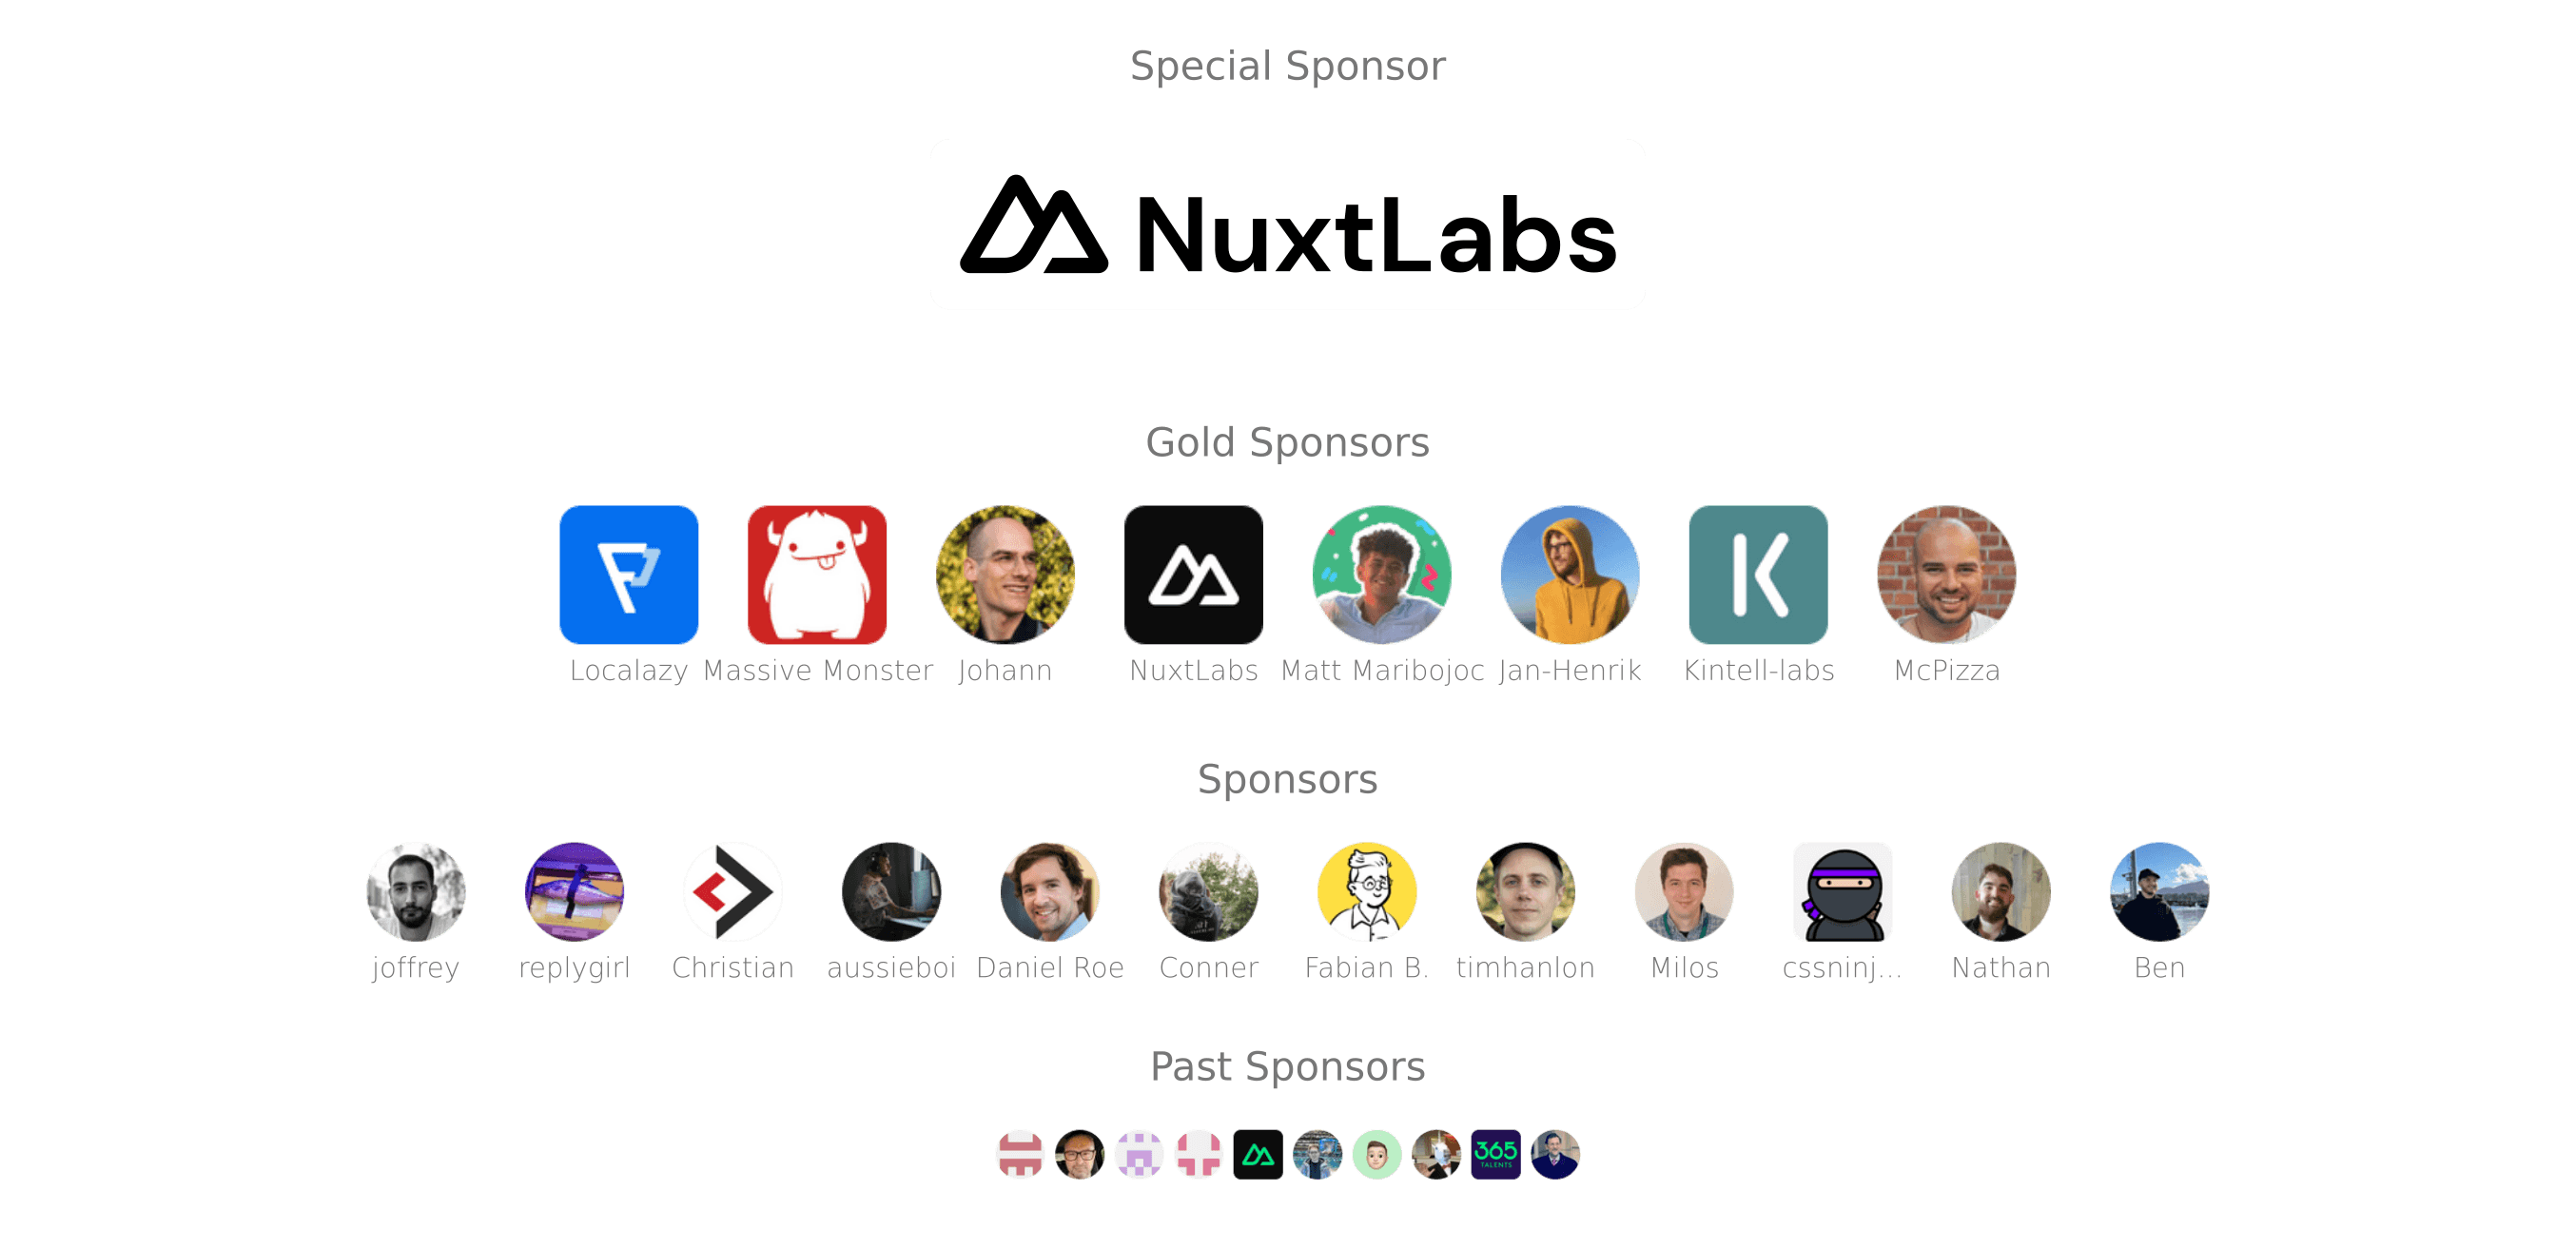 Special Sponsor
NuxtLabs
Gold Sponsors
Localazy Massive Monster Johann NuxtLabs Matt Maribojoc Jan-Henrik Kintell-labs McPizza
Sponsors
joffrey replygirl Christian aussieboi Daniel Roe Conner Fabian B. timhanlon Milos cssninj... Nathan Ben
Past Sponsors
365
TALENTS